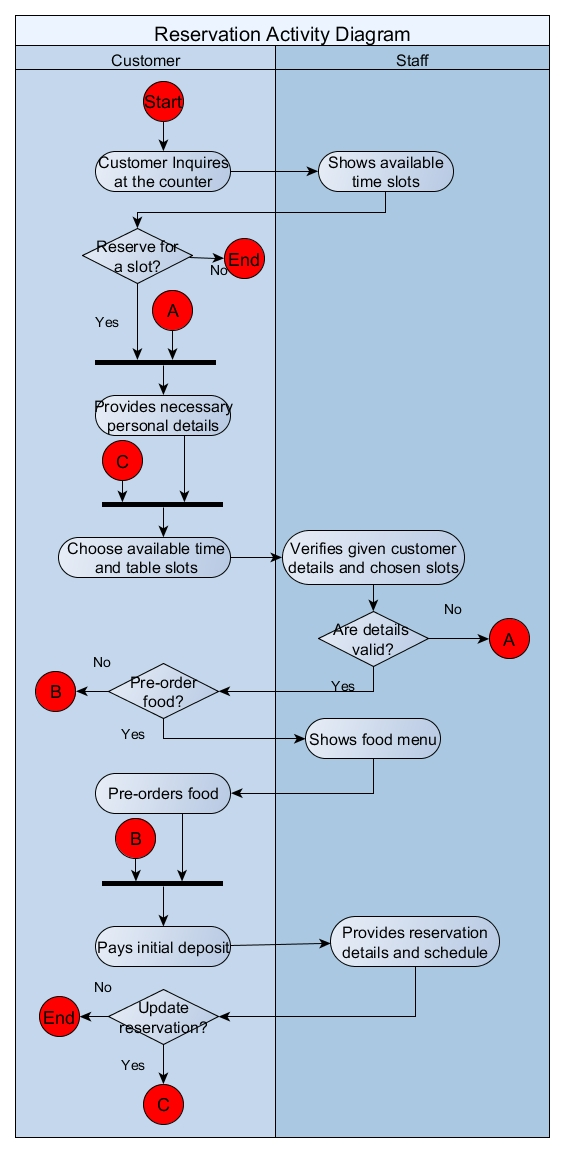 Reservation Activity Diagram
Customer
Staff
Start
Customer Inquires
at the counter
Shows available
time slots
Reserve for
a slot?
No
End
Yes
A
Provides necessary
personal details
C
Choose available time
and table slots
Verifies given customer
details and chosen slots
Are details
valid?
No
A
Yes
Pre-order
food?
No
B
Yes
Shows food menu
Pre-orders food
B
Pays initial deposit
Provides reservation
details and schedule
Update
reservation?
No
End
Yes
C